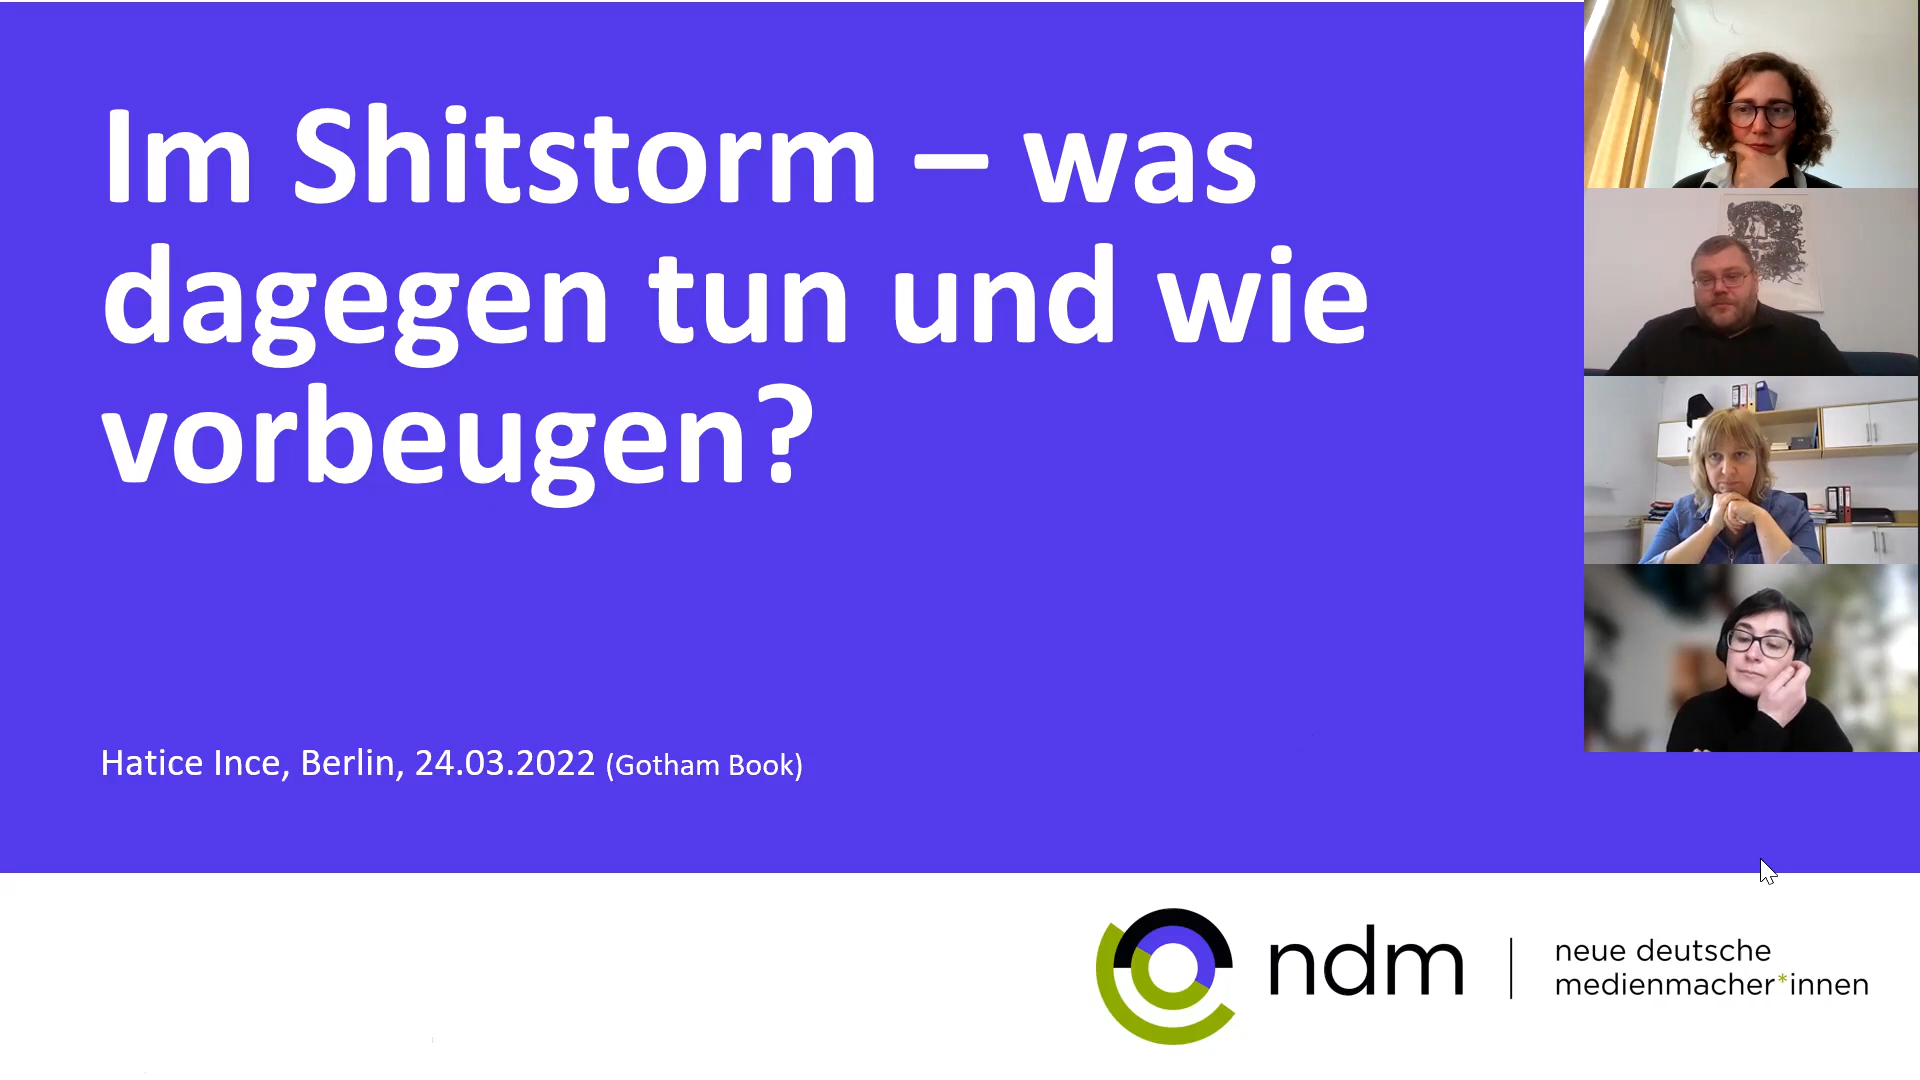 Im Shitstorm – was
dagegen tun und wie
vorbeugen?
Hatice Ince, Berlin, 24.03.2022 (Gotham Book)
ndm
neue deutsche
medienmacher*innen